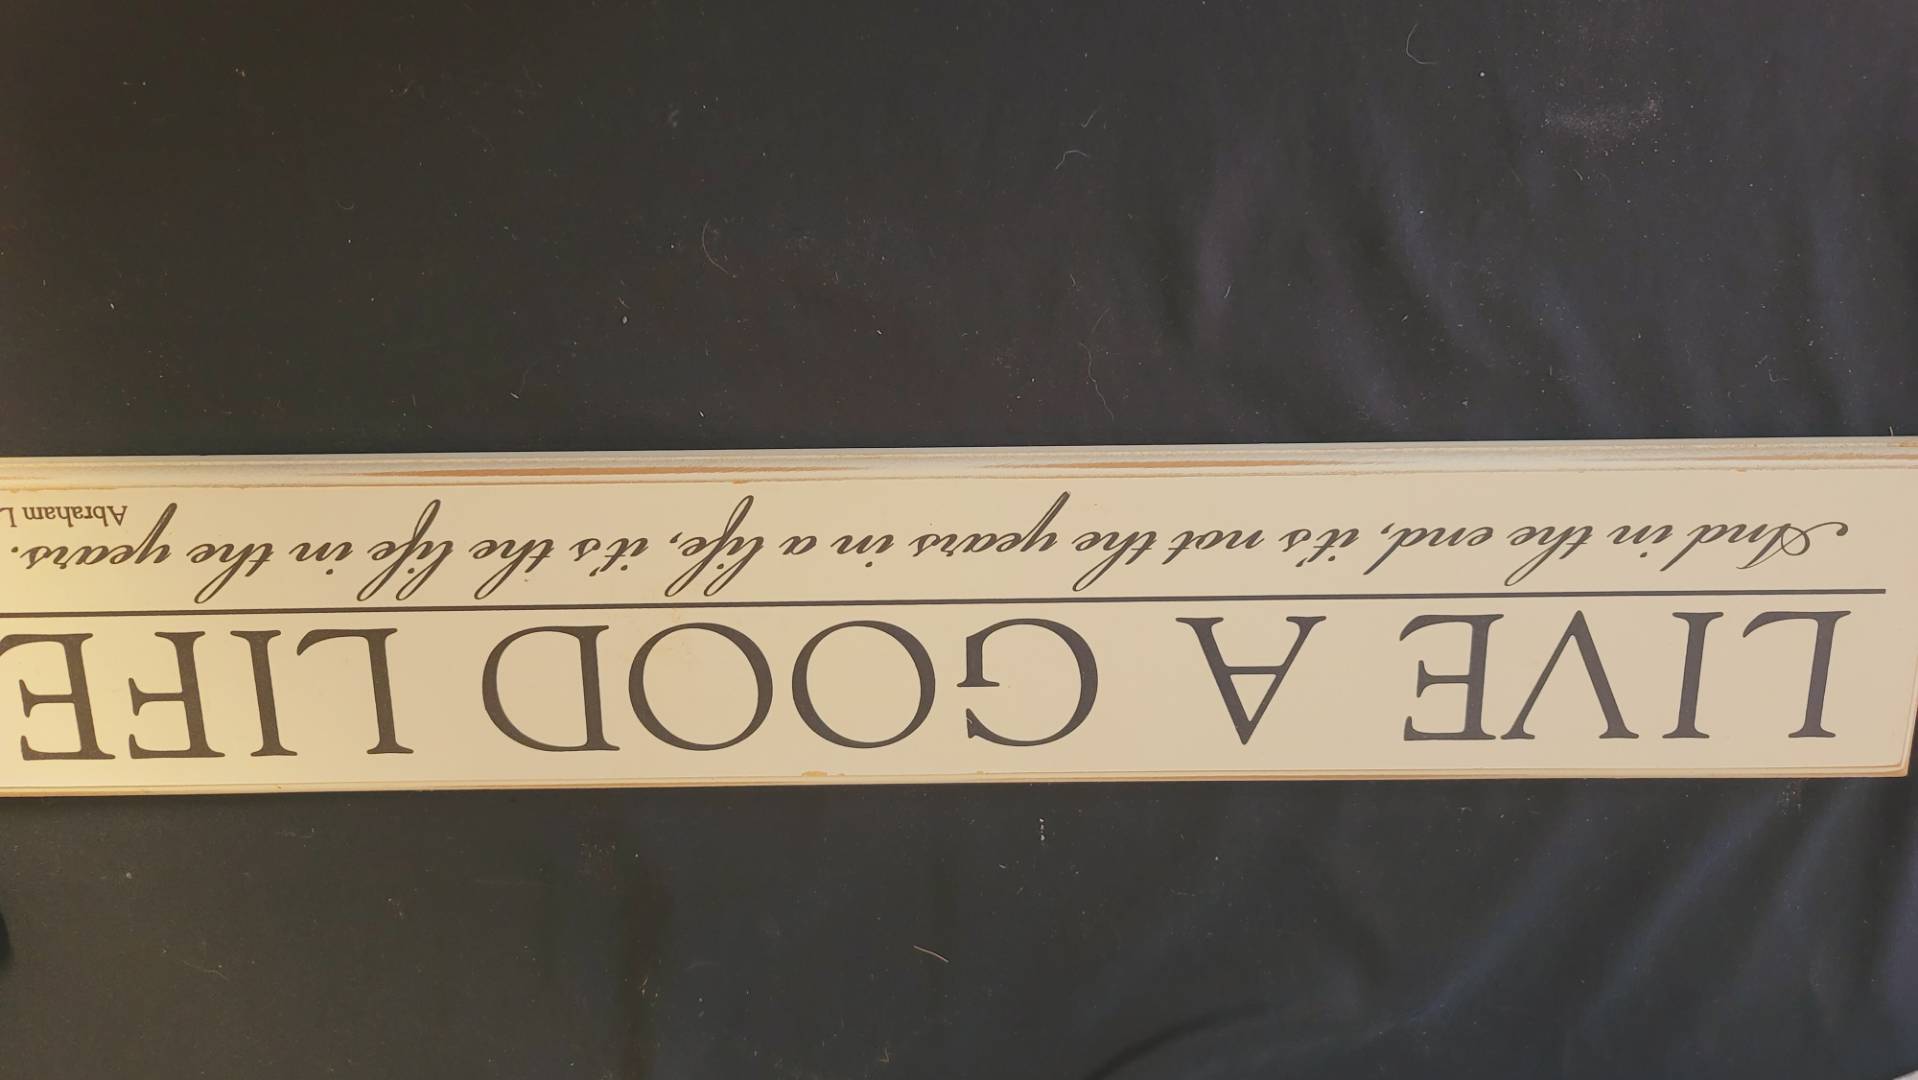 LIVE A GOOD LIFE
And in the end, it's not the years in a life, it's the life in the years.
Abraham L